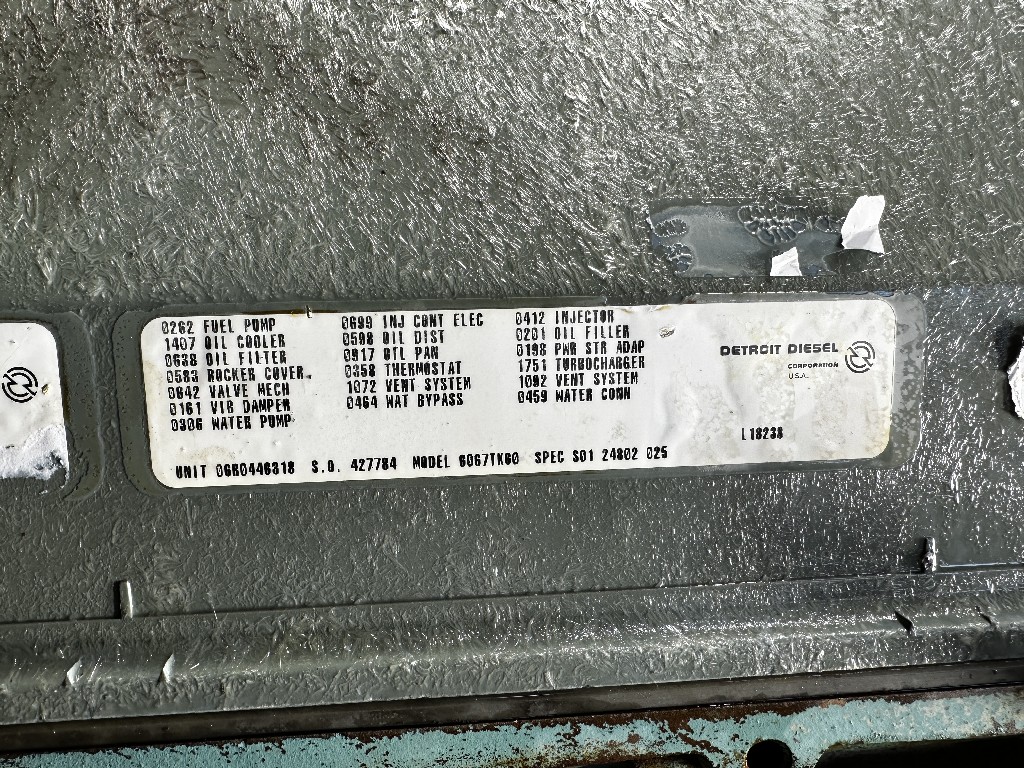 0262 FUEL PUMP
1407 OIL COOLER
0638 OIL FILTER
0583 ROCKER COVER
0642 VALVE MECH
0161 VIB DAMPER
0306 WATER PUMP
0699 INJ CONT ELEC
0508 OIL DIST
0917 OIL PAN
0358 THERMOSTAT
1072 VENT SYSTEM
0464 WAT BYPASS
0412 INJECTOR
0201 OIL FILLER
0198 PWR STR ADAP
1751 TURBOCHARGER
1092 VENT SYSTEM
0459 WATER CONN
DETROIT DIESEL
CORPORATION
U.S.A.
L18238
UNIT 06R0446318 S.O. 427784 MODEL 6067TK60 SPEC S01 24802 025